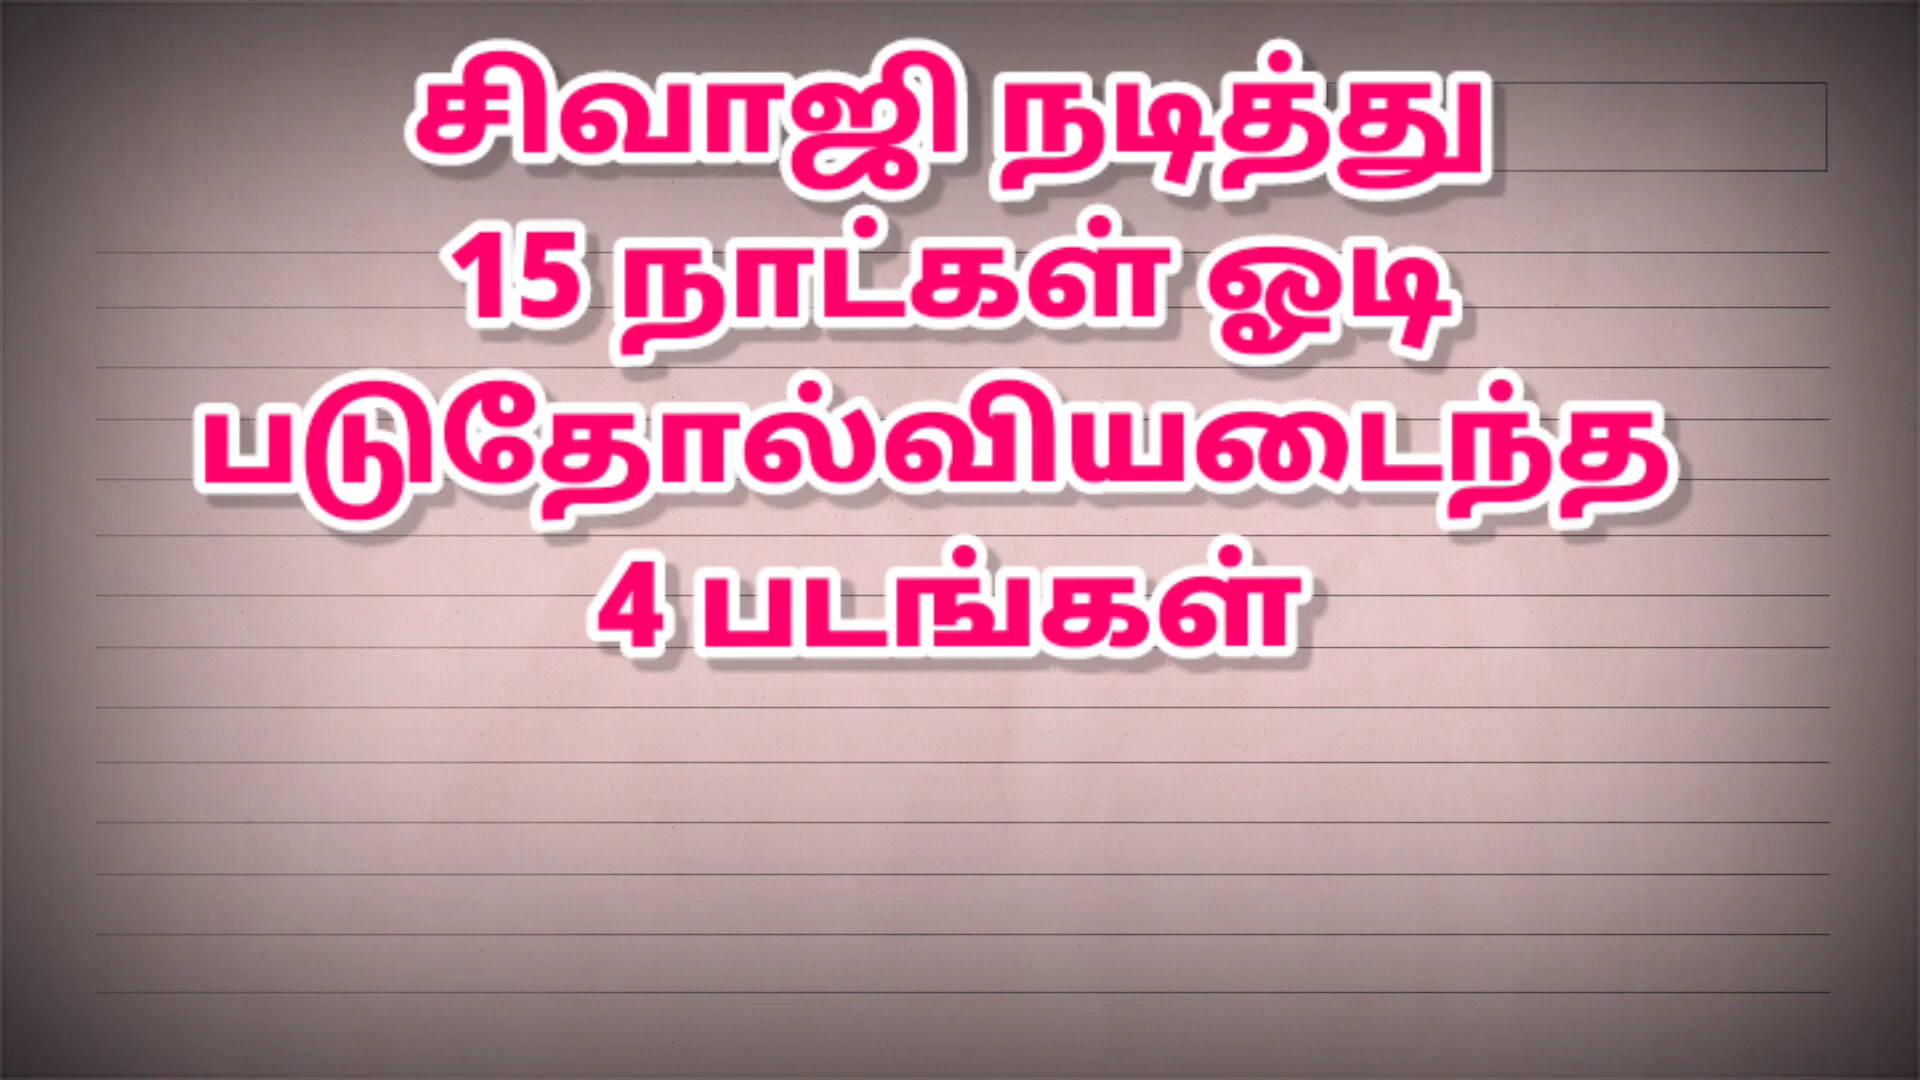 சிவாஜி நடித்து
15 நாட்கள் ஓடி
படுதோல்வியடைந்த
4 படங்கள்